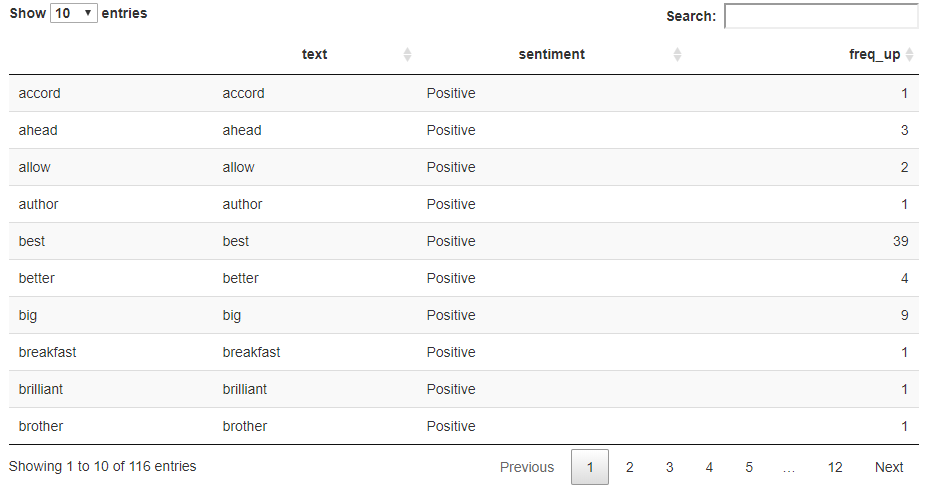 Show 10 entries Search:
text sentiment freq_up
accord accord Positive 1
ahead ahead Positive 3
allow allow Positive 2
author author Positive 1
best best Positive 39
better better Positive 4
big big Positive 9
breakfast breakfast Positive 1
brilliant brilliant Positive 1
brother brother Positive 1
Showing 1 to 10 of 116 entries Previous 1 2 3 4 5 … 12 Next